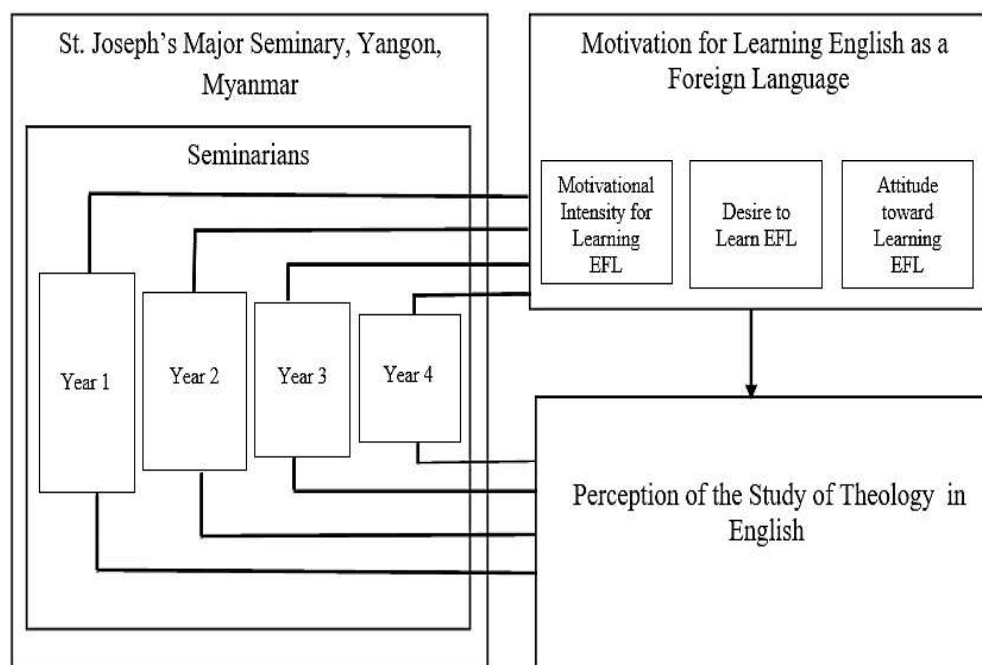 St. Joseph's Major Seminary, Yangon,
Myanmar
Seminarians
Year 1
Year 2
Year 3
Year 4
Motivation for Learning English as a
Foreign Language
Motivational
Intensity for
Learning
EFL
Desire to
Learn EFL
Attitude
toward
Learning
EFL
Perception of the Study of Theology in
English